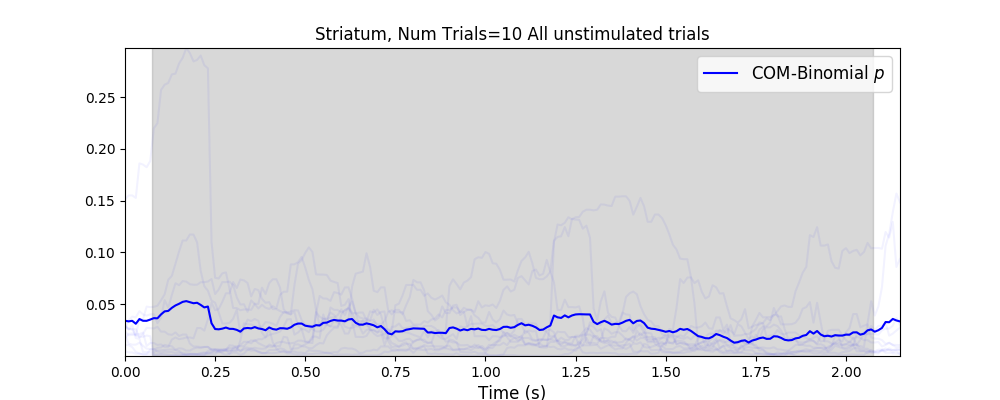 Striatum, Num Trials=10 All unstimulated trials
COM-Binomial p
0.25
0.20
0.15
0.10
0.05
0.00 0.25 0.50 0.75 1.00 1.25 1.50 1.75 2.00
Time (s)